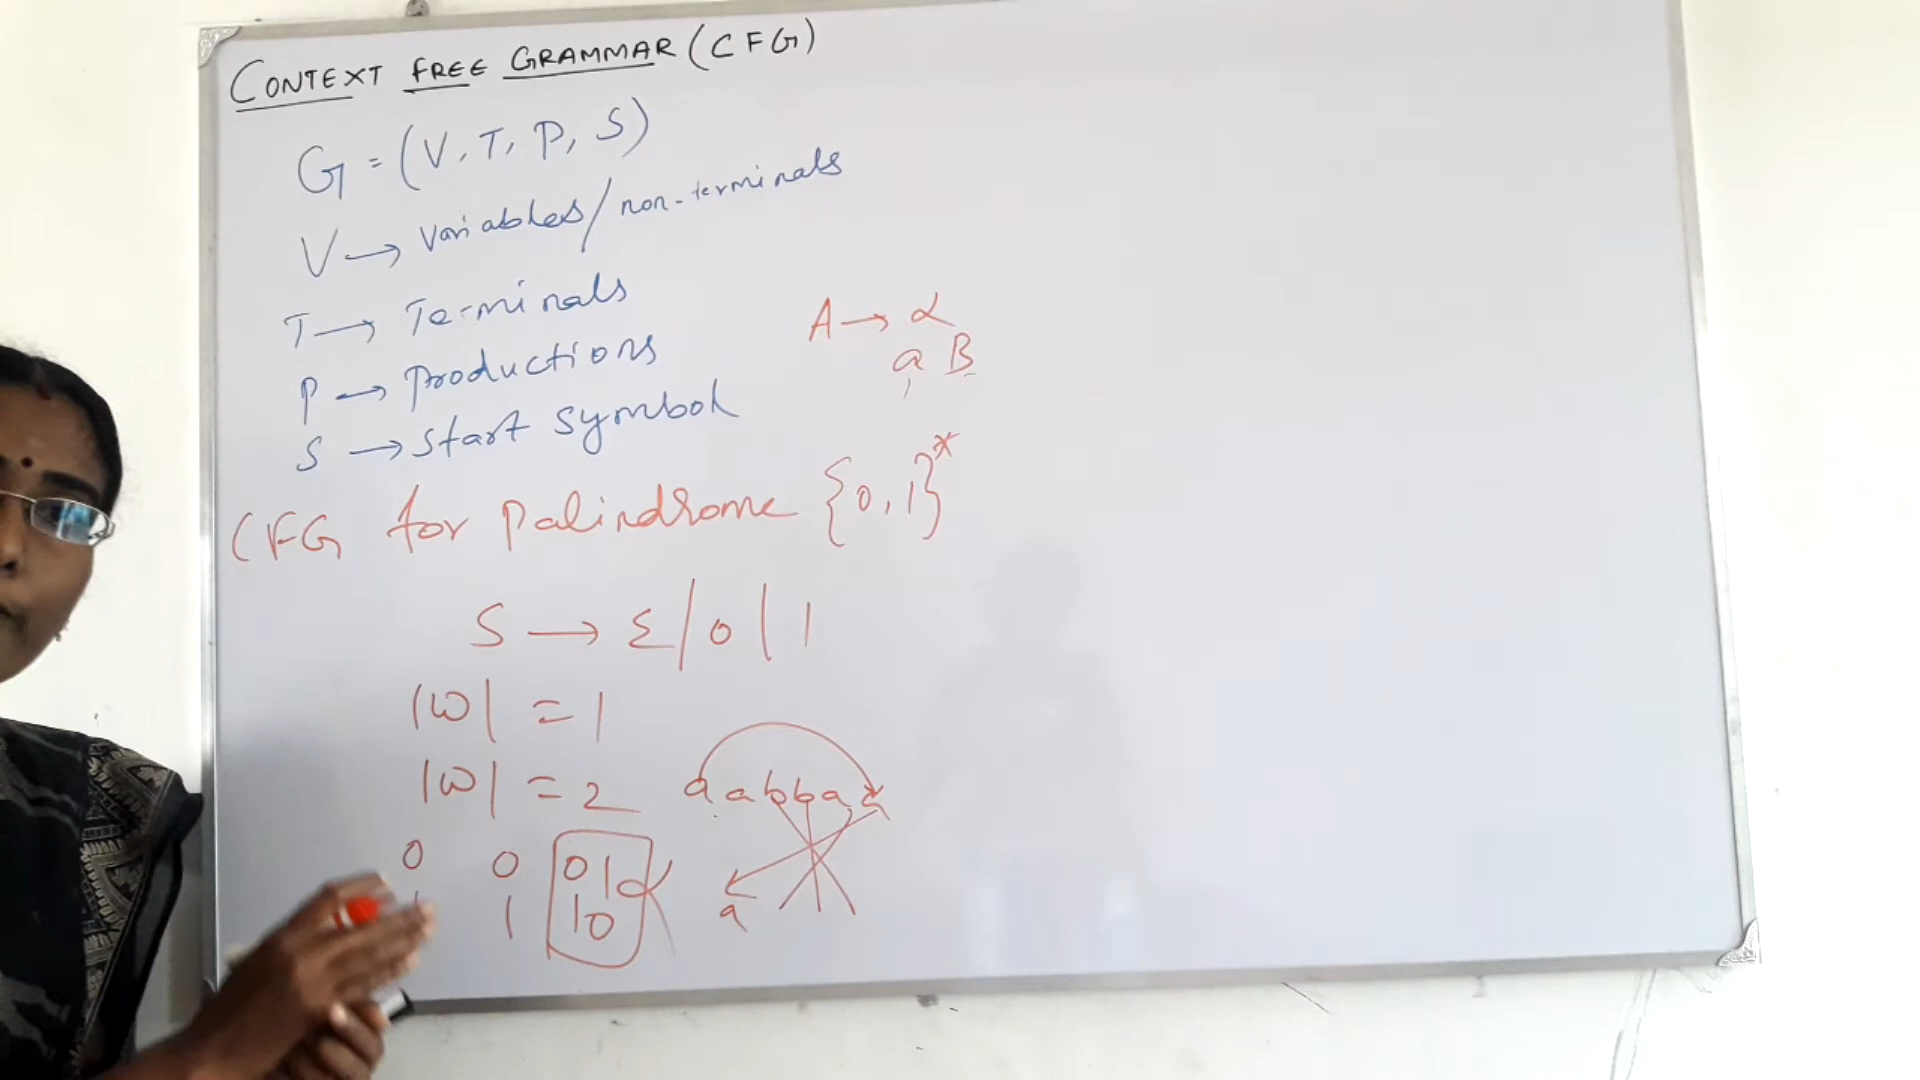 CONTEXT FREE GRAMMAR (CFG)
G = (V, T, P, S)
V → Variables/non-terminals
T → Terminals
P → Productions
S → Start symbol
A → α
a B
CFG for palindrome {0,1}*
S → Σ/0|1
|w| = 1
|w| = 2 aabbaa
0 0 01
1 1 10 a